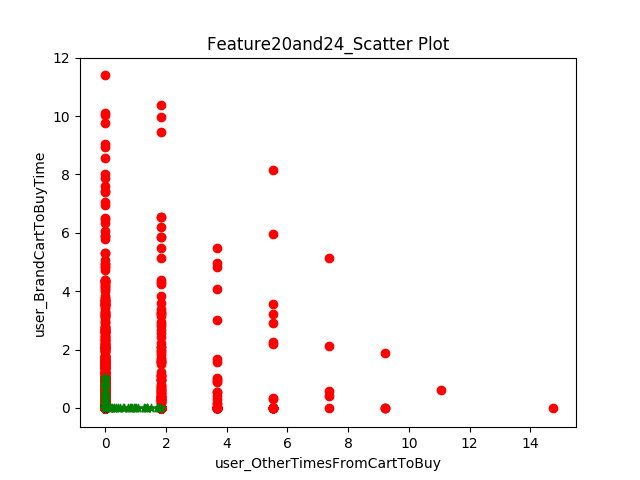 Feature20and24_Scatter Plot
12
10
8
6
4
2
0
user_BrandCartToBuyTime
0 2 4 6 8 10 12 14
user_OtherTimesFromCartToBuy